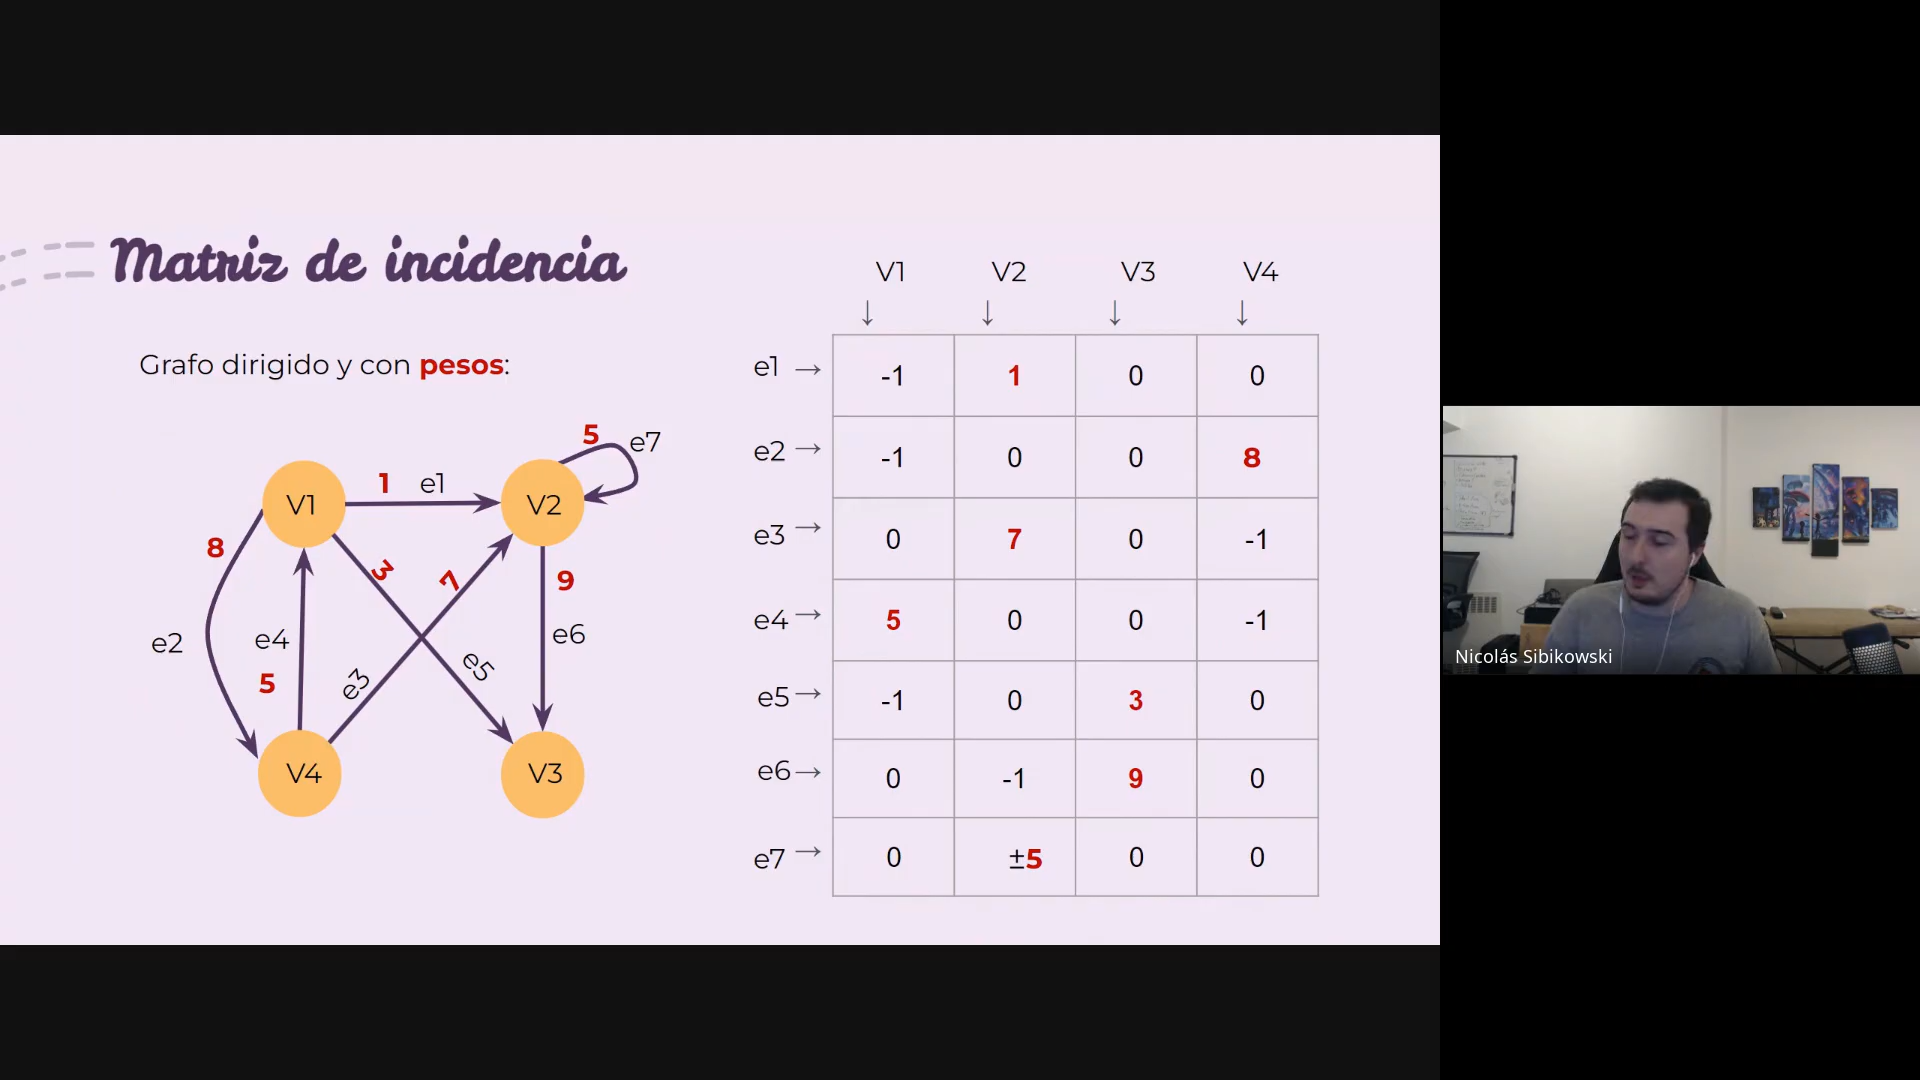 Matriz de incidencia
Grafo dirigido y con pesos:
5 e7
1 e1
V1 V2
8 3 7 9
e2 e4 e3 e5 e6
5
V4 V3
V1 V2 V3 V4
↓ ↓ ↓ ↓
e1 → -1 1 0 0
e2 → -1 0 0 8
e3 → 0 7 0 -1
e4 → 5 0 0 -1
e5 → -1 0 3 0
e6 → 0 -1 9 0
e7 → 0 ±5 0 0
Nicolás Sibikowski